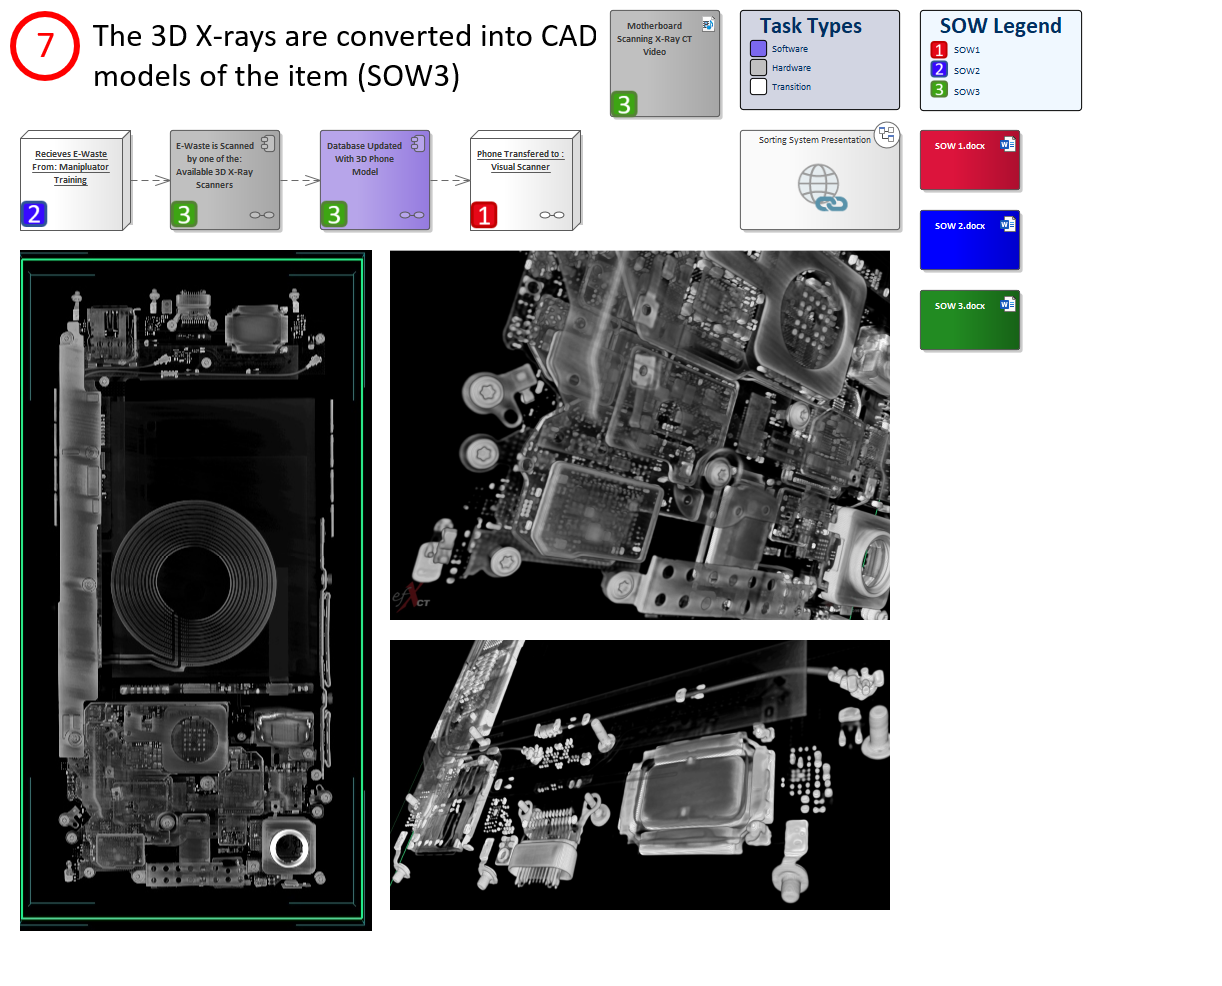 7
The 3D X-rays are converted into CAD
models of the item (SOW3)
Motherboard
Scanning X-Ray CT
Video
3
Task Types
Software
Hardware
Transition
SOW Legend
1 SOW1
2 SOW2
3 SOW3
Recieves E-Waste
From: Manipluator
Training
2
E-Waste is Scanned
by one of the:
Available 3D X-Ray
Scanners
3
Database Updated
With 3D Phone
Model
3
Phone Transfered to :
Visual Scanner
1
Sorting System Presentation
SOW 1.docx
SOW 2.docx
SOW 3.docx
efX CT